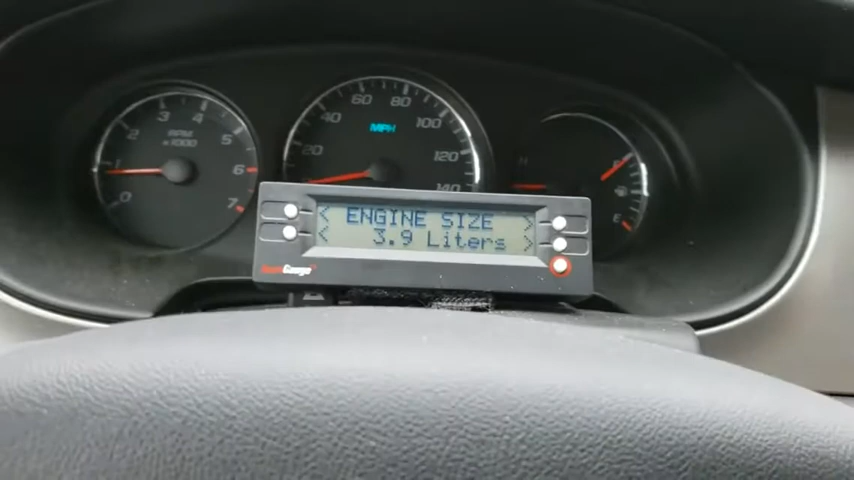 3 4
2 5
1 6
0 7
RPM
x1000
60 80
40 100
20 120
140
MPH
H
F
E
< ENGINE SIZE
< 3.9 Liters >
ScanGauge